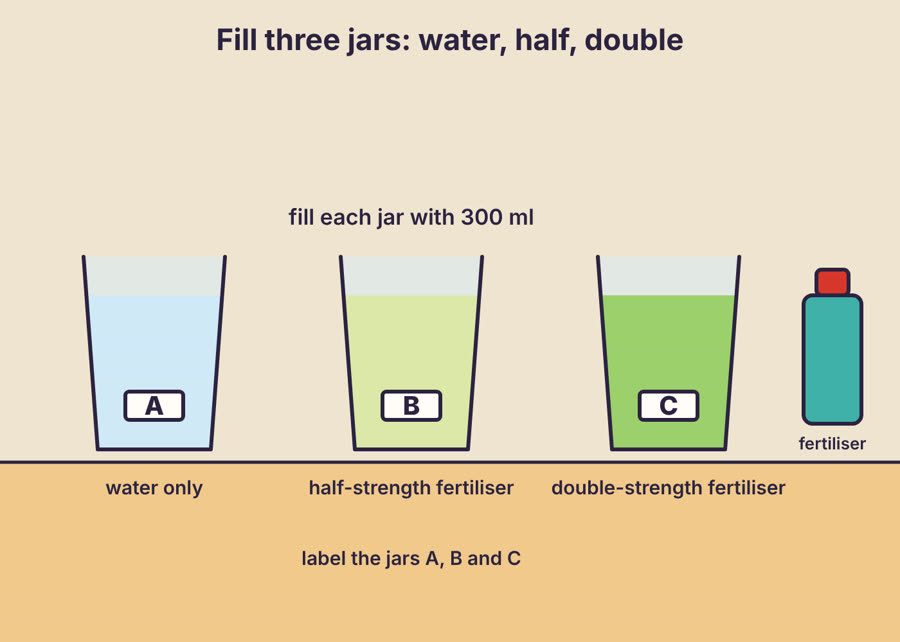 Fill three jars: water, half, double
fill each jar with 300 ml
A
B
C
fertiliser
water only
half-strength fertiliser
double-strength fertiliser
label the jars A, B and C